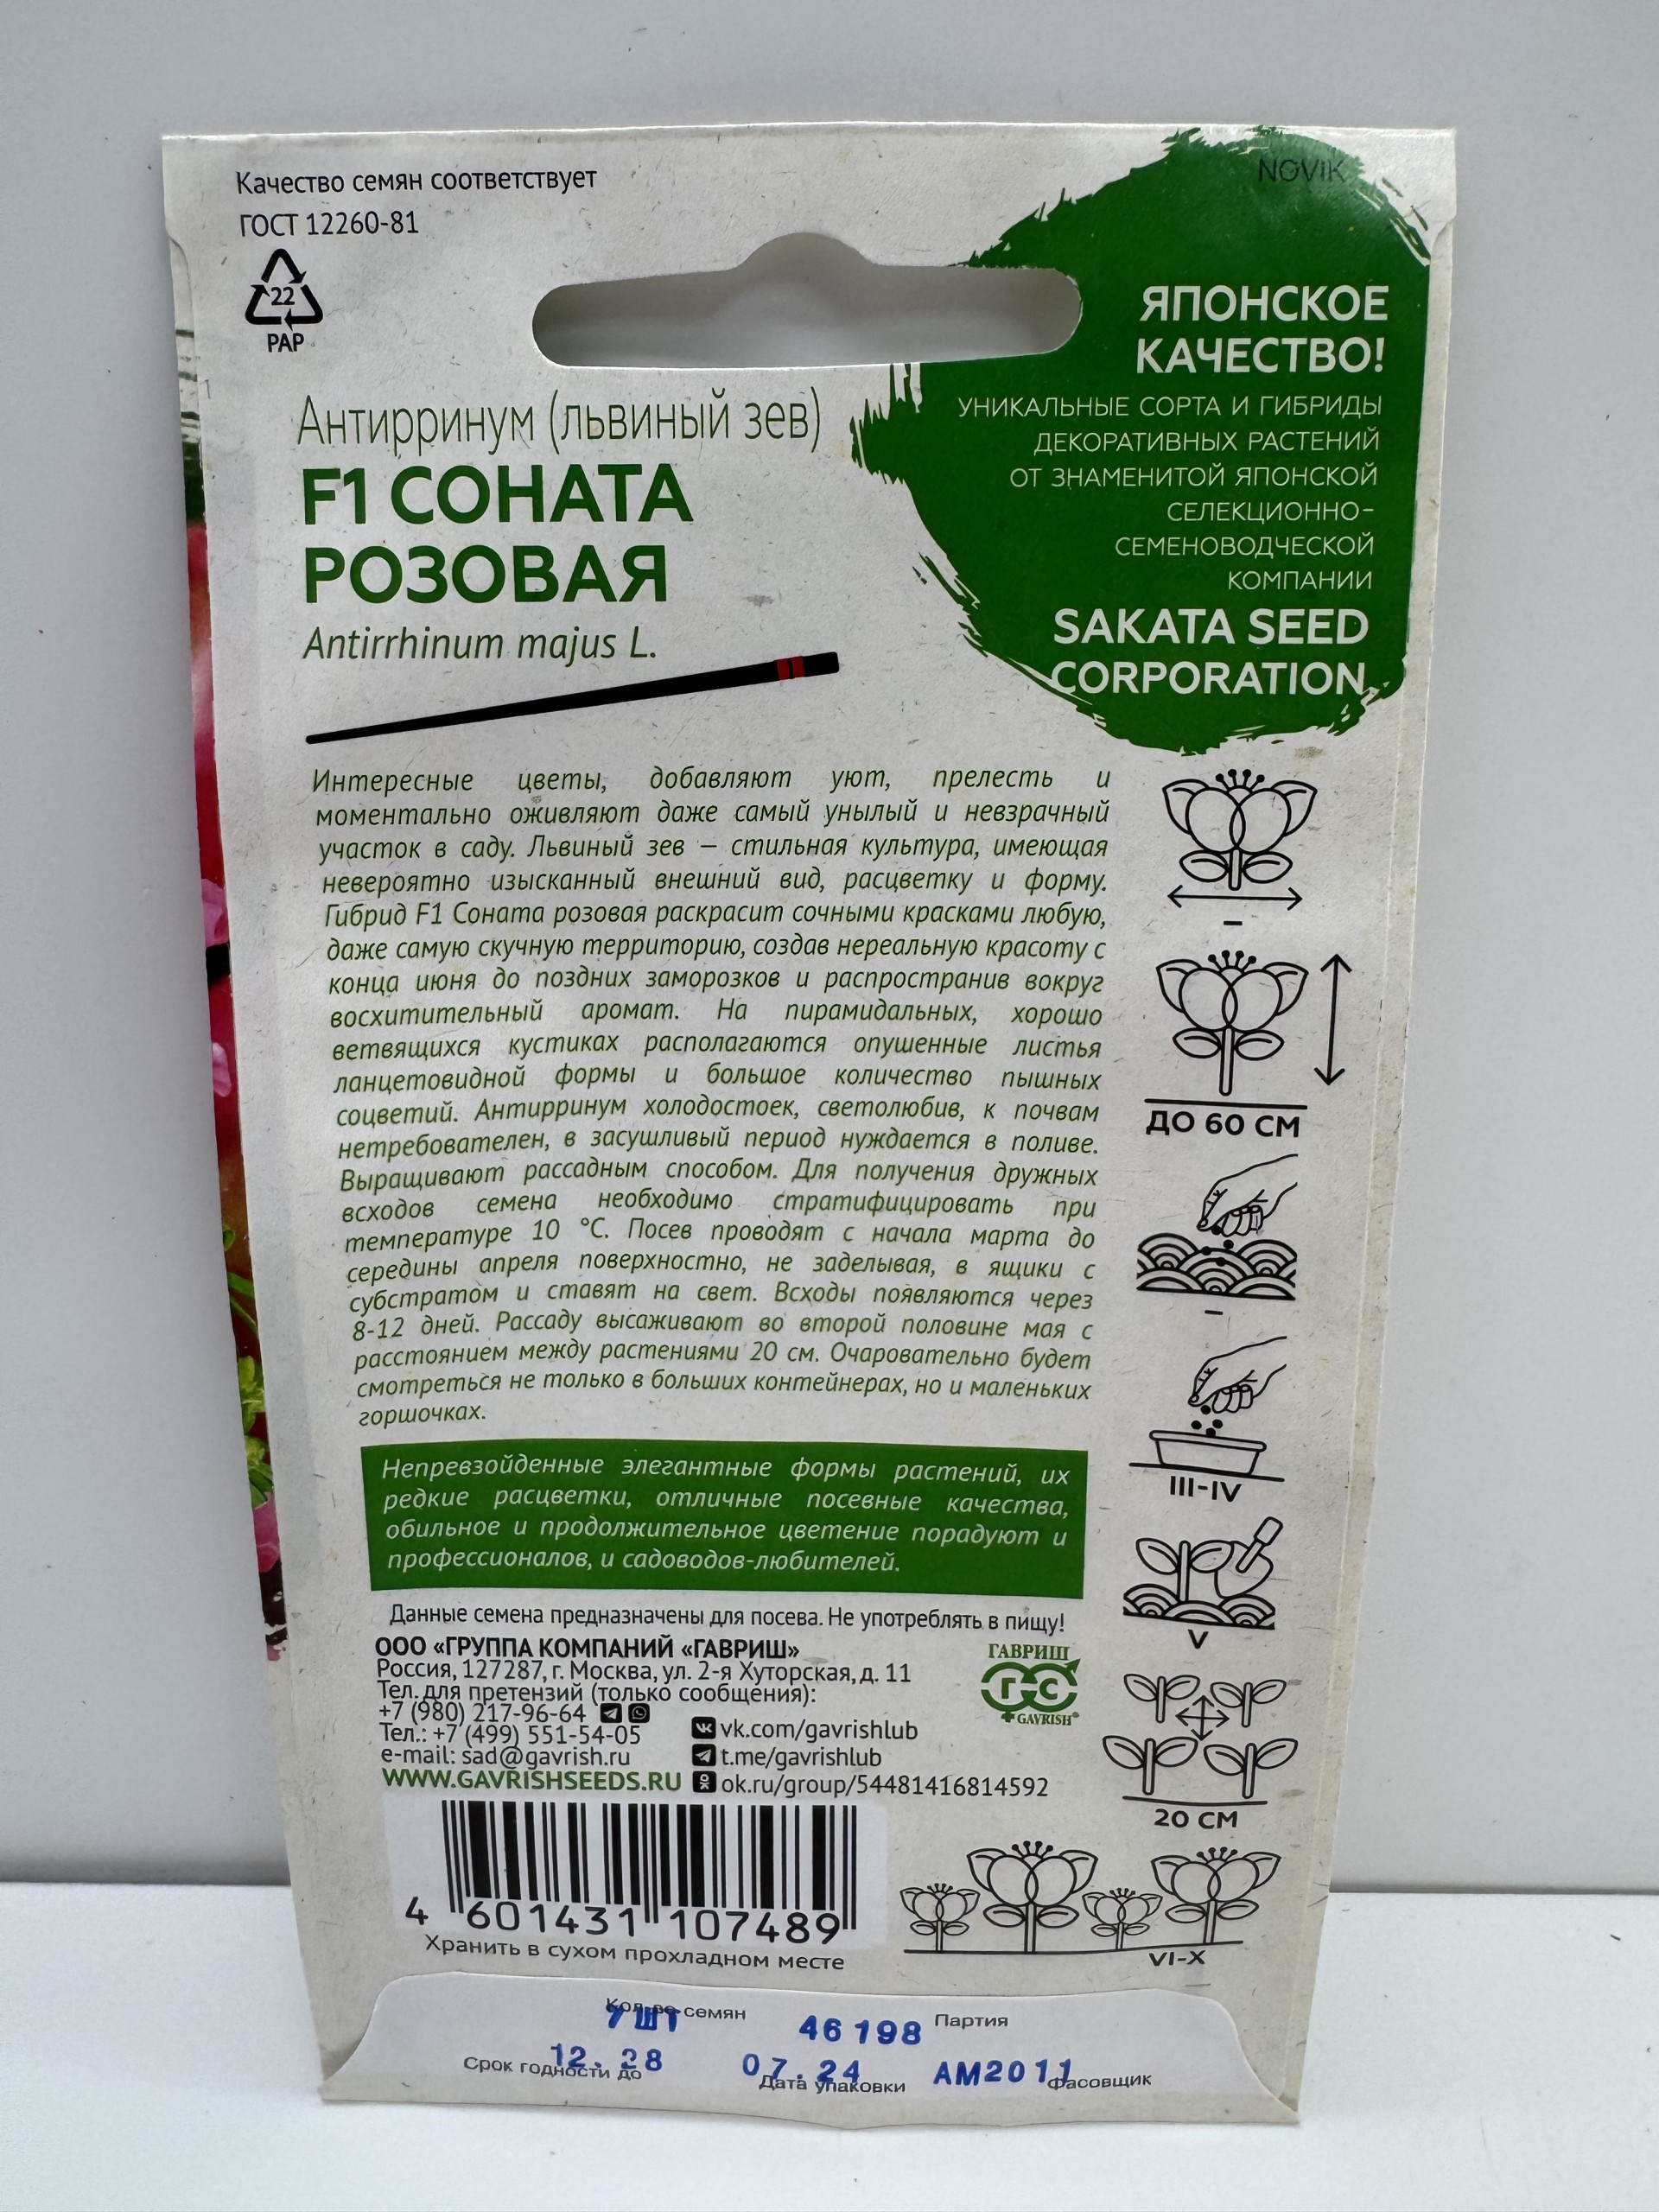 Качество семян соответствует
ГОСТ 12260-81
NOVIK
22
PAP
ЯПОНСКОЕ
КАЧЕСТВО!
УНИКАЛЬНЫЕ СОРТА И ГИБРИДЫ
ДЕКОРАТИВНЫХ РАСТЕНИЙ
ОТ ЗНАМЕНИТОЙ ЯПОНСКОЙ
СЕЛЕКЦИОННО-
СЕМЕНОВОДЧЕСКОЙ
КОМПАНИИ
SAKATA SEED
CORPORATION
Антирринум (львиный зев)
F1 СОНАТА
РОЗОВАЯ
Antirrhinum majus L.
Интересные цветы, добавляют уют, прелесть и
моментально оживляют даже самый унылый и невзрачный
участок в саду. Львиный зев – стильная культура, имеющая
невероятно изысканный внешний вид, расцветку и форму.
Гибрид F1 Соната розовая раскрасит сочными красками любую,
даже самую скучную территорию, создав нереальную красоту с
конца июня до поздних заморозков и распространив вокруг
восхитительный аромат. На пирамидальных, хорошо
ветвящихся кустиках располагаются опушенные листья
ланцетовидной формы и большое количество пышных
соцветий. Антирринум холодостоек, светолюбив, к почвам
нетребователен, в засушливый период нуждается в поливе.
Выращивают рассадным способом. Для получения дружных
всходов семена необходимо стратифицировать при
температуре 10 °С. Посев проводят с начала марта до
середины апреля поверхностно, не заделывая, в ящики с
субстратом и ставят на свет. Всходы появляются через
8-12 дней. Рассаду высаживают во второй половине мая с
расстоянием между растениями 20 см. Очаровательно будет
смотреться не только в больших контейнерах, но и маленьких
горшочках.
–
ДО 60 СМ
–
III-IV
V
20 СМ
VI-X
Непревзойденные элегантные формы растений, их
редкие расцветки, отличные посевные качества,
обильное и продолжительное цветение порадуют и
профессионалов, и садоводов-любителей.
Данные семена предназначены для посева. Не употреблять в пищу!
ООО «ГРУППА КОМПАНИЙ «ГАВРИШ»
Россия, 127287, г. Москва, ул. 2-я Хуторская, д. 11
Тел. для претензий (только сообщения):
+7 (980) 217-96-64
Тел.: +7 (499) 551-54-05
e-mail: sad@gavrish.ru
WWW.GAVRISHSEEDS.RU
vk.com/gavrishlub
t.me/gavrishlub
ok.ru/group/54481416814592
ГАВРИШ
Г С
GAVRISH®
4 601431 107489
Хранить в сухом прохладном месте
Кол-во семян 7 ШТ
46198 Партия
Срок годности до 12.28
07.24 Дата упаковки
АМ2011 Фасовщик